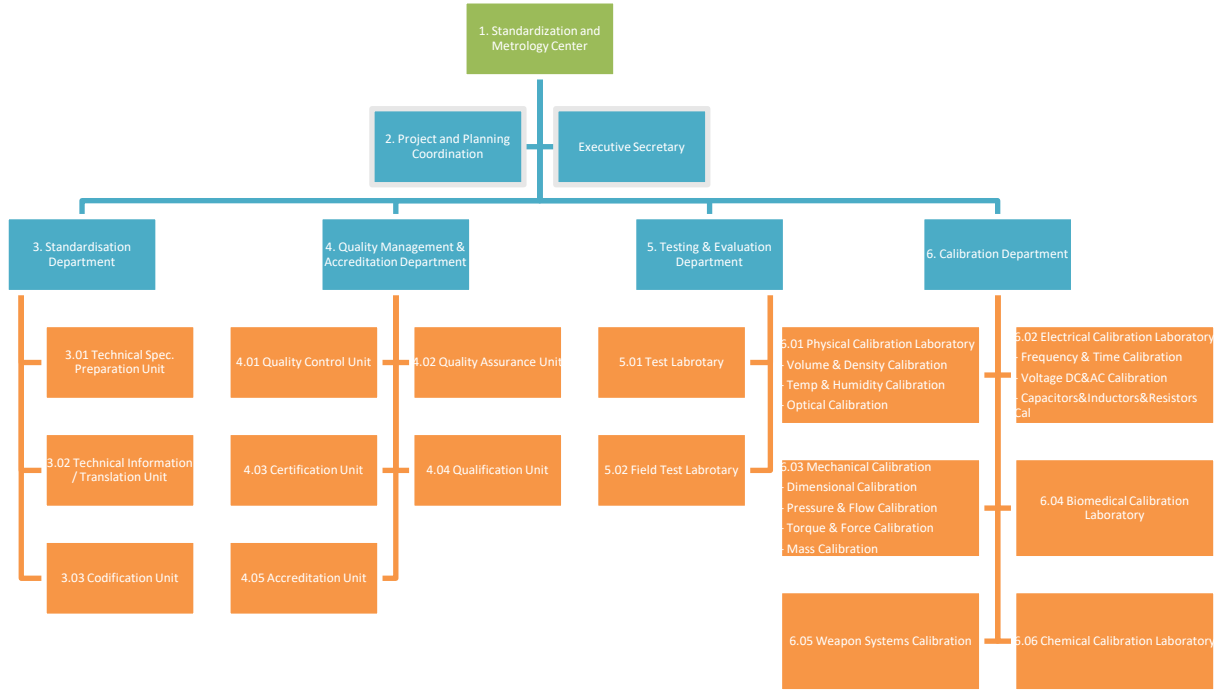 1. Standardization and
Metrology Center
2. Project and Planning
Coordination
Executive Secretary
3. Standardisation
Department
4. Quality Management &
Accreditation Department
5. Testing & Evaluation
Department
6. Calibration Department
3.01 Technical Spec.
Preparation Unit
3.02 Technical Information
/ Translation Unit
3.03 Codification Unit
4.01 Quality Control Unit
4.02 Quality Assurance Unit
4.03 Certification Unit
4.04 Qualification Unit
4.05 Accreditation Unit
5.01 Test Labrotary
5.02 Field Test Labrotary
6.01 Physical Calibration Laboratory
- Volume & Density Calibration
- Temp & Humidity Calibration
- Optical Calibration
6.02 Electrical Calibration Laboratory
- Frequency & Time Calibration
- Voltage DC&AC Calibration
- Capacitors&Inductors&Resistors
Cal
6.03 Mechanical Calibration
- Dimensional Calibration
- Pressure & Flow Calibration
- Torque & Force Calibration
- Mass Calibration
6.04 Biomedical Calibration
Laboratory
6.05 Weapon Systems Calibration
6.06 Chemical Calibration Laboratory